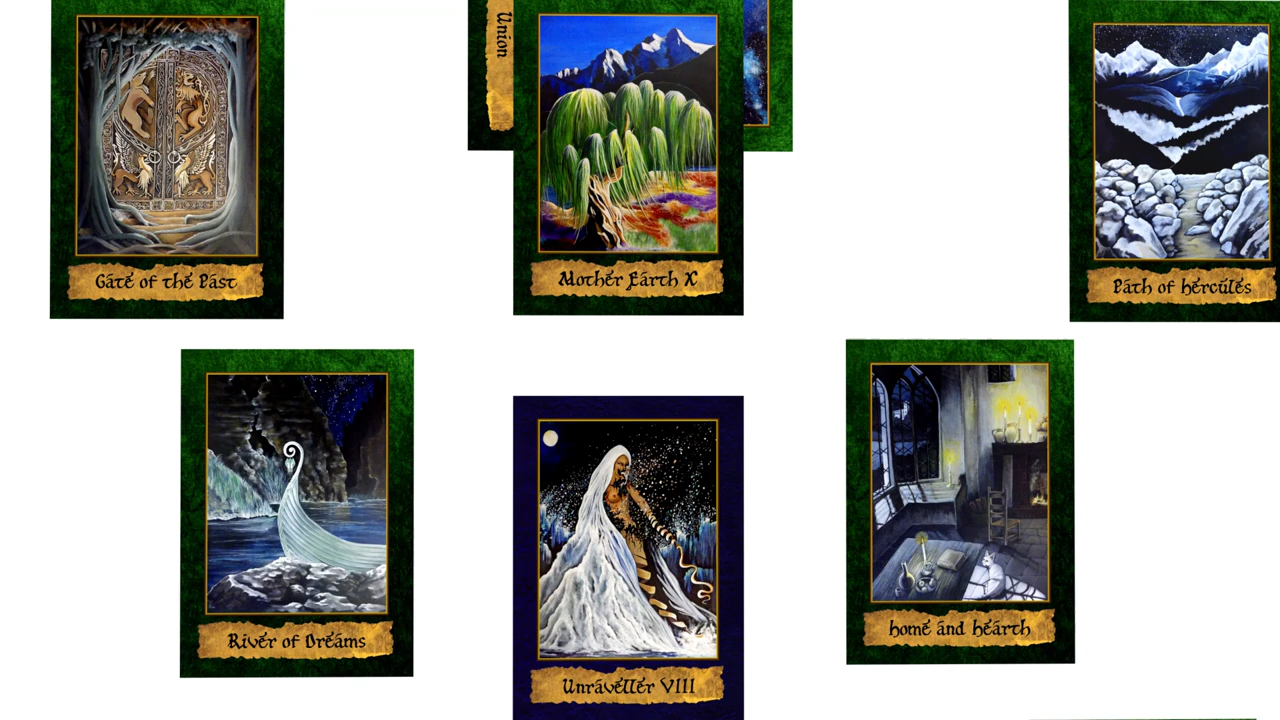 Union
Gate of the Past
Mother Earth X
Path of hercules
River of Dreams
Unraveller VIII
home and hearth